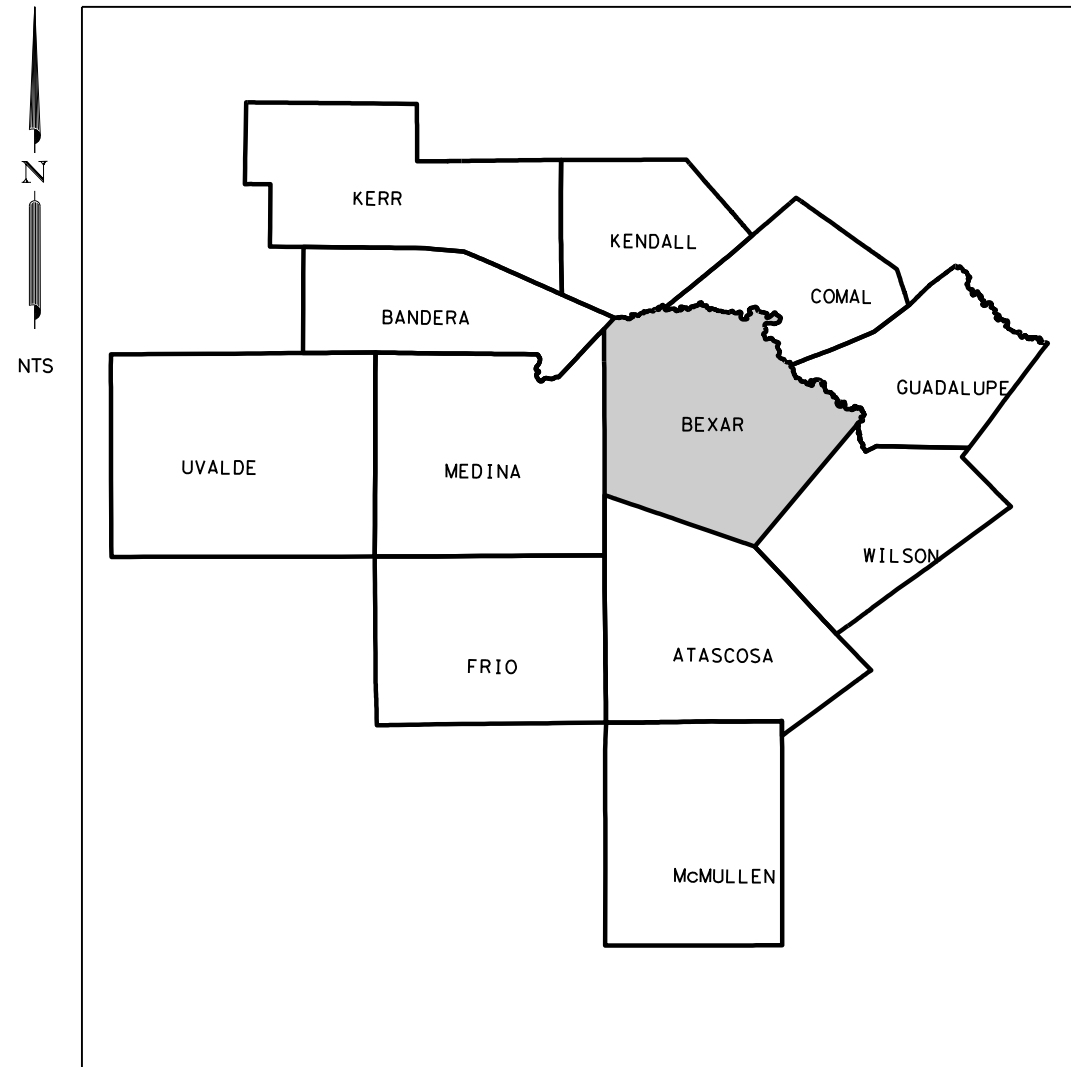 N
KERR
KENDALL
COMAL
BANDERA
NTS
GUADALUPE
BEXAR
UVALDE
MEDINA
WILSON
ATASCOSA
FRIO
McMULLEN